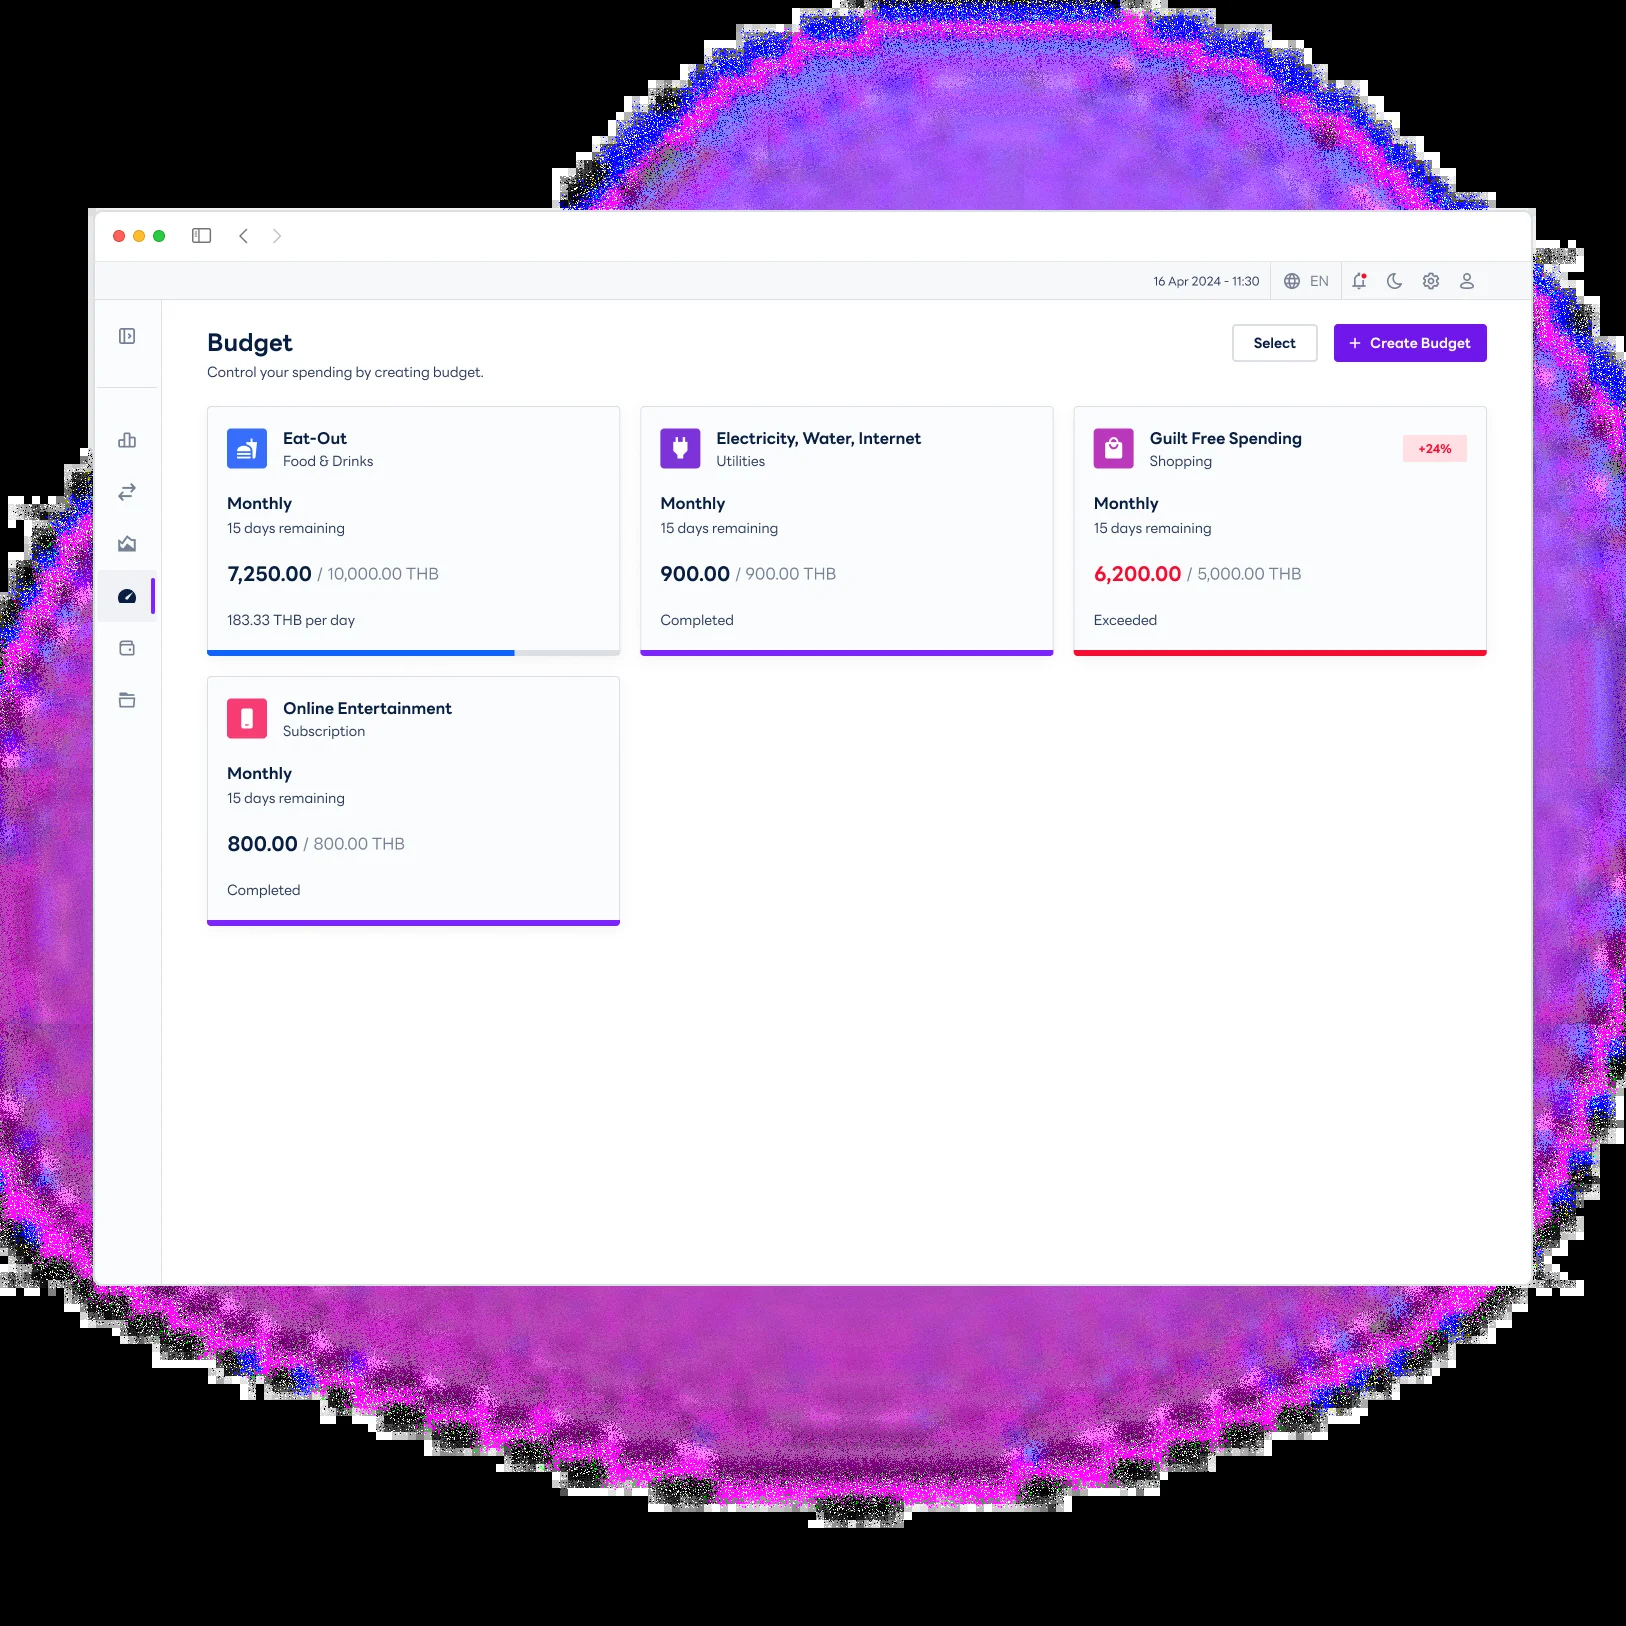 16 Apr 2024 - 11:30
EN
Budget
Control your spending by creating budget.
Select
+ Create Budget
Eat-Out
Food & Drinks
Monthly
15 days remaining
7,250.00 / 10,000.00 THB
183.33 THB per day
Electricity, Water, Internet
Utilities
Monthly
15 days remaining
900.00 / 900.00 THB
Completed
Guilt Free Spending
Shopping
+24%
Monthly
15 days remaining
6,200.00 / 5,000.00 THB
Exceeded
Online Entertainment
Subscription
Monthly
15 days remaining
800.00 / 800.00 THB
Completed